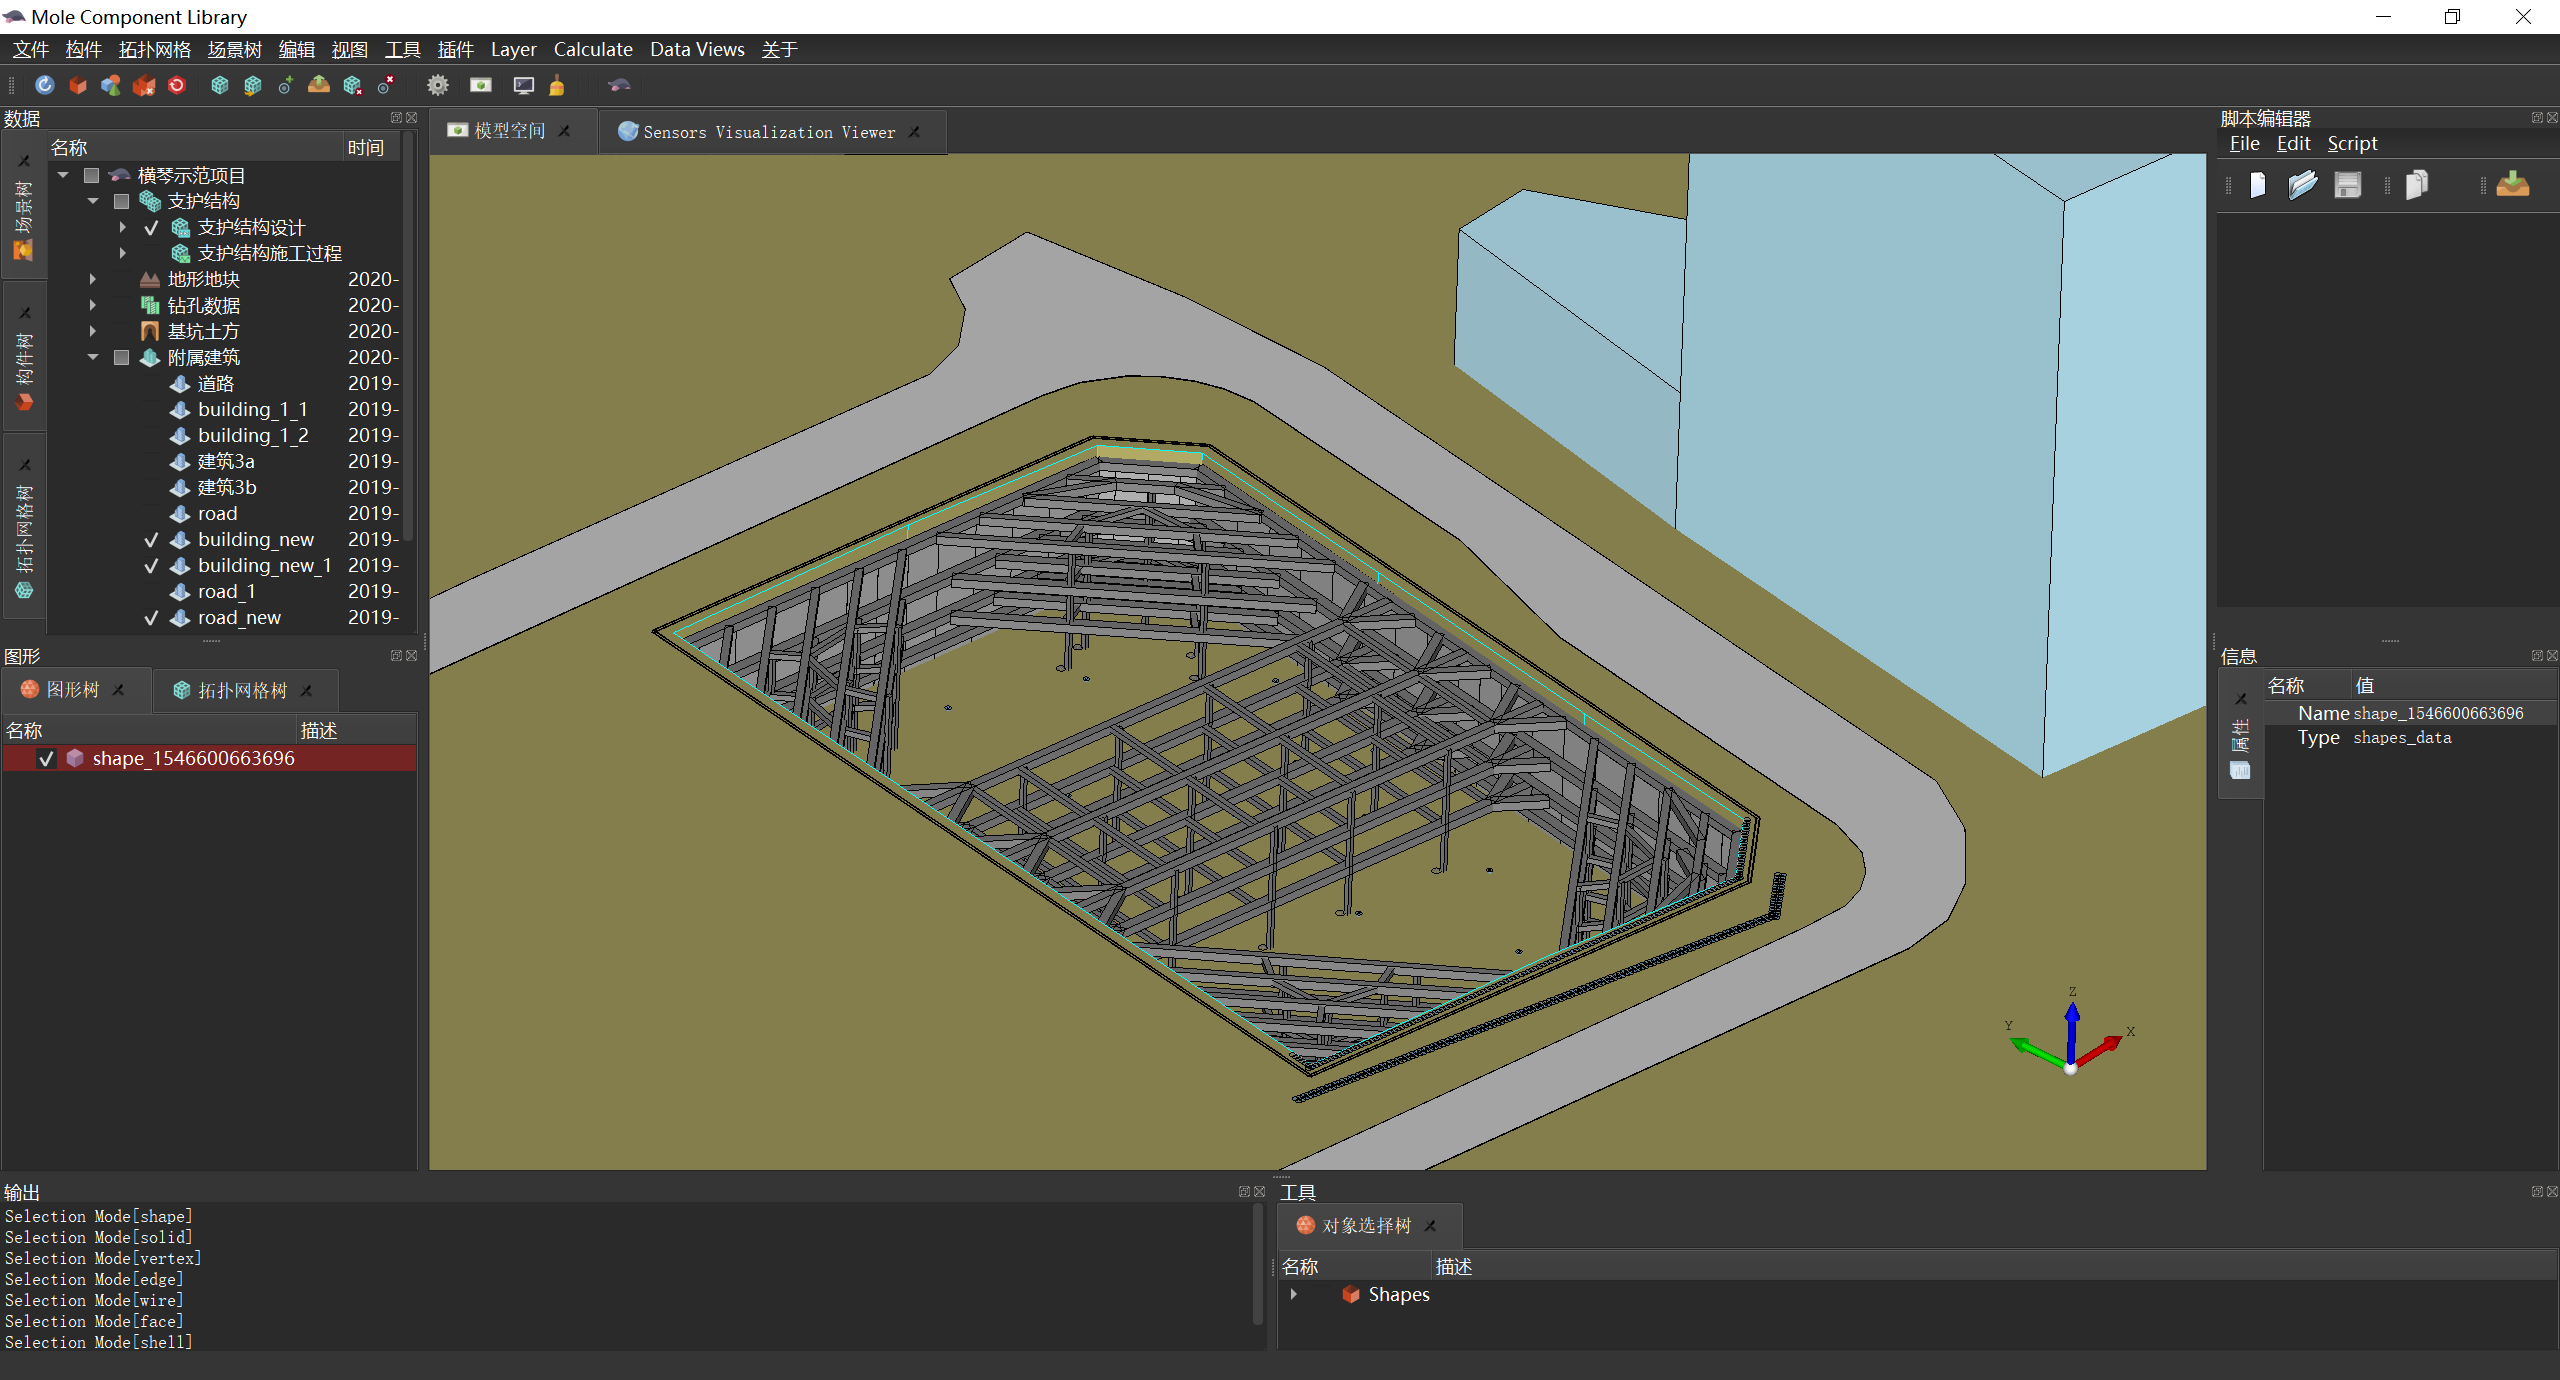 Mole Component Library
文件 构件 拓扑网格 场景树 编辑 视图 工具 插件 Layer Calculate Data Views 关于
数据
场景树
构件树
拓扑网格树
名称 时间
横琴示范项目
支护结构
支护结构设计
支护结构施工过程
地形地块 2020-
钻孔数据 2020-
基坑土方 2020-
附属建筑 2020-
道路 2019-
building_1_1 2019-
building_1_2 2019-
建筑3a 2019-
建筑3b 2019-
road 2019-
building_new 2019-
building_new_1 2019-
road_1 2019-
road_new 2019-
图形
图形树 拓扑网格树
名称 描述
shape_1546600663696
模型空间 Sensors Visualization Viewer
Z
Y
X
脚本编辑器
File Edit Script
信息
属性
名称 值
Name shape_1546600663696
Type shapes_data
输出
Selection Mode[shape]
Selection Mode[solid]
Selection Mode[vertex]
Selection Mode[edge]
Selection Mode[wire]
Selection Mode[face]
Selection Mode[shell]
工具
对象选择树
名称 描述
Shapes